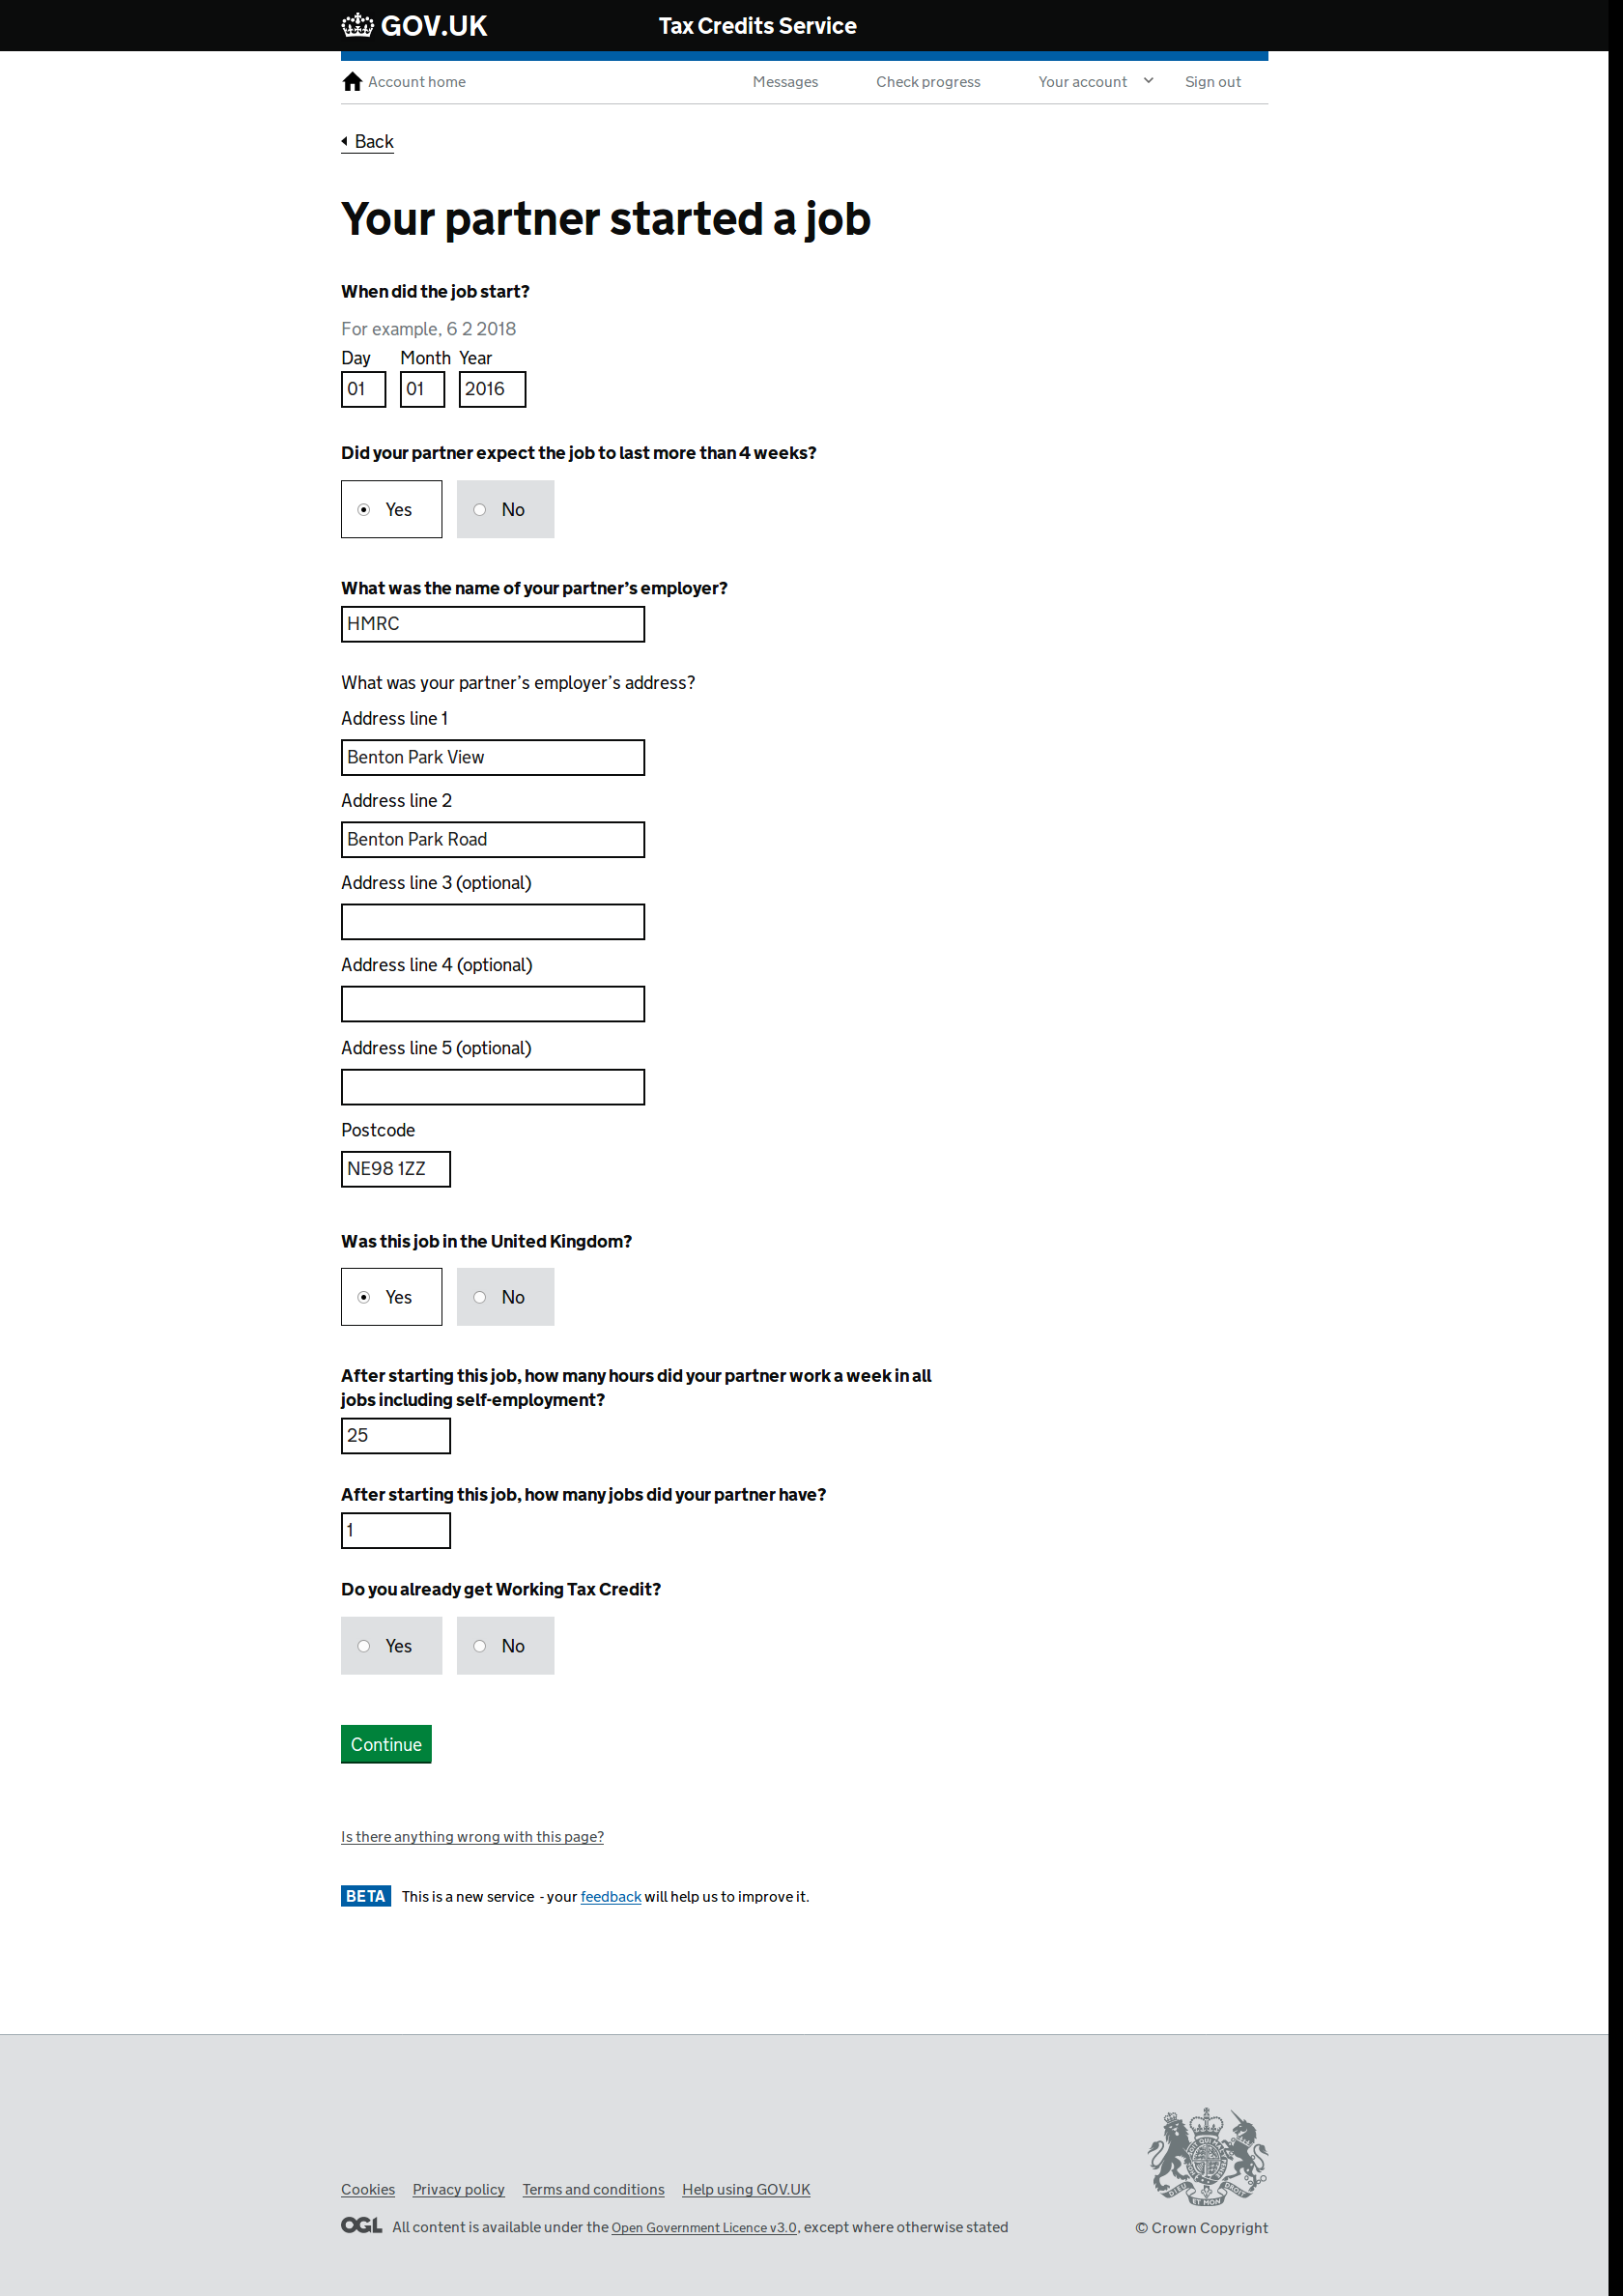 GOV.UK
Tax Credits Service
Account home
Messages
Check progress
Your account
Sign out
Back
Your partner started a job
When did the job start?
For example, 6 2 2018
Day Month Year
01 01 2016
Did your partner expect the job to last more than 4 weeks?
Yes No
What was the name of your partner’s employer?
HMRC
What was your partner’s employer’s address?
Address line 1
Benton Park View
Address line 2
Benton Park Road
Address line 3 (optional)
Address line 4 (optional)
Address line 5 (optional)
Postcode
NE98 1ZZ
Was this job in the United Kingdom?
Yes No
After starting this job, how many hours did your partner work a week in all
jobs including self-employment?
25
After starting this job, how many jobs did your partner have?
1
Do you already get Working Tax Credit?
Yes No
Continue
Is there anything wrong with this page?
BETA This is a new service - your feedback will help us to improve it.
Cookies Privacy policy Terms and conditions Help using GOV.UK
OGL All content is available under the Open Government Licence v3.0, except where otherwise stated
© Crown Copyright